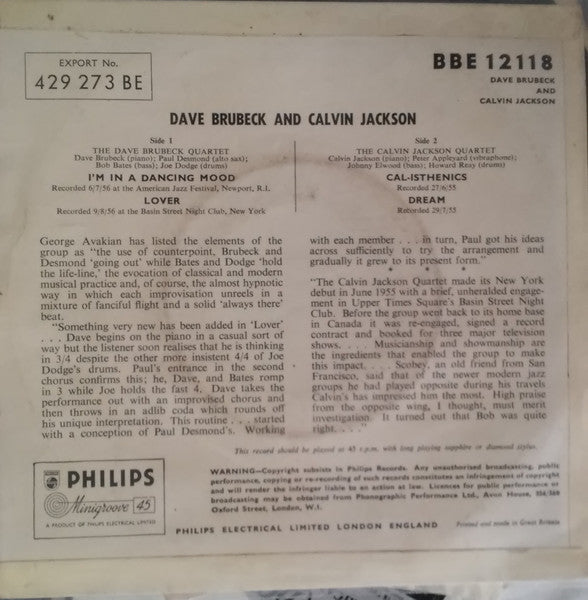 EXPORT No.
429 273 BE
BBE 12118
DAVE BRUBECK
AND
CALVIN JACKSON
DAVE BRUBECK AND CALVIN JACKSON
Side 1
THE DAVE BRUBECK QUARTET
Dave Brubeck (piano); Paul Desmond (alto sax);
Bob Bates (bass); Joe Dodge (drums)
I'M IN A DANCING MOOD
Recorded 6/7/56 at the American Jazz Festival, Newport, R.I.
LOVER
Recorded 9/8/56 at the Basin Street Night Club, New York
Side 2
THE CALVIN JACKSON QUARTET
Calvin Jackson (piano); Peter Appleyard (vibraphone);
Johnny Elwood (bass); Howard Reay (drums)
CAL-ISTHENICS
Recorded 27/6/55
DREAM
Recorded 29/7/55
George Avakian has listed the elements of the
group as "the use of counterpoint, Brubeck and
Desmond 'going out' while Bates and Dodge 'hold
the life-line,' the evocation of classical and modern
musical practice and, of course, the almost hypnotic
way in which each improvisation unreels in a
mixture of fanciful flight and a solid 'always there'
beat.
"Something very new has been added in 'Lover'
. . . Dave begins on the piano in a casual sort of
way but the listener soon realises that he is thinking
in 3/4 despite the other more insistent 4/4 of Joe
Dodge's drums. Paul's entrance in the second
chorus confirms this; he, Dave, and Bates romp
in 3 while Joe holds the fast 4. Dave takes the
performance out with an improvised chorus and
then throws in an adlib coda which rounds off
his unique interpretation. This routine . . . started
with a conception of Paul Desmond's. Working
with each member . . . in turn, Paul got his ideas
across sufficiently to try the arrangement and
gradually it grew to its present form."
* * *
"The Calvin Jackson Quartet made its New York
debut in June 1955 with a brief, unheralded engage-
ment in Upper Times Square's Basin Street Night
Club. Before the group went back to its home base
in Canada it was re-engaged, signed a record
contract and booked for three major television
shows. . . . Musicianship and showmanship are
the ingredients that enabled the group to make
this impact. . . . Scobey, an old friend from San
Francisco, said that of the newer modern jazz
groups he had played opposite during his travels
Calvin's has impressed him the most. High praise
from the opposite wing, I thought, must merit
investigation. It turned out that Bob was quite
right. . . ."
This record should be played at 45 r.p.m. with long playing sapphire or diamond stylus.
PHILIPS
Minigroove 45
A PRODUCT OF PHILIPS ELECTRICAL LIMITED
WARNING—Copyright subsists in Philips Records. Any unauthorised broadcasting, public
performance, copying or re-recording of such records constitutes an infringement of copyright
and will render the infringer liable to an action at law. Licences for public performance or
broadcasting may be obtained from Phonographic Performance Ltd., Avon House, 356/360
Oxford Street, London, W.1.
PHILIPS ELECTRICAL LIMITED LONDON ENGLAND
Printed and made in Great Britain